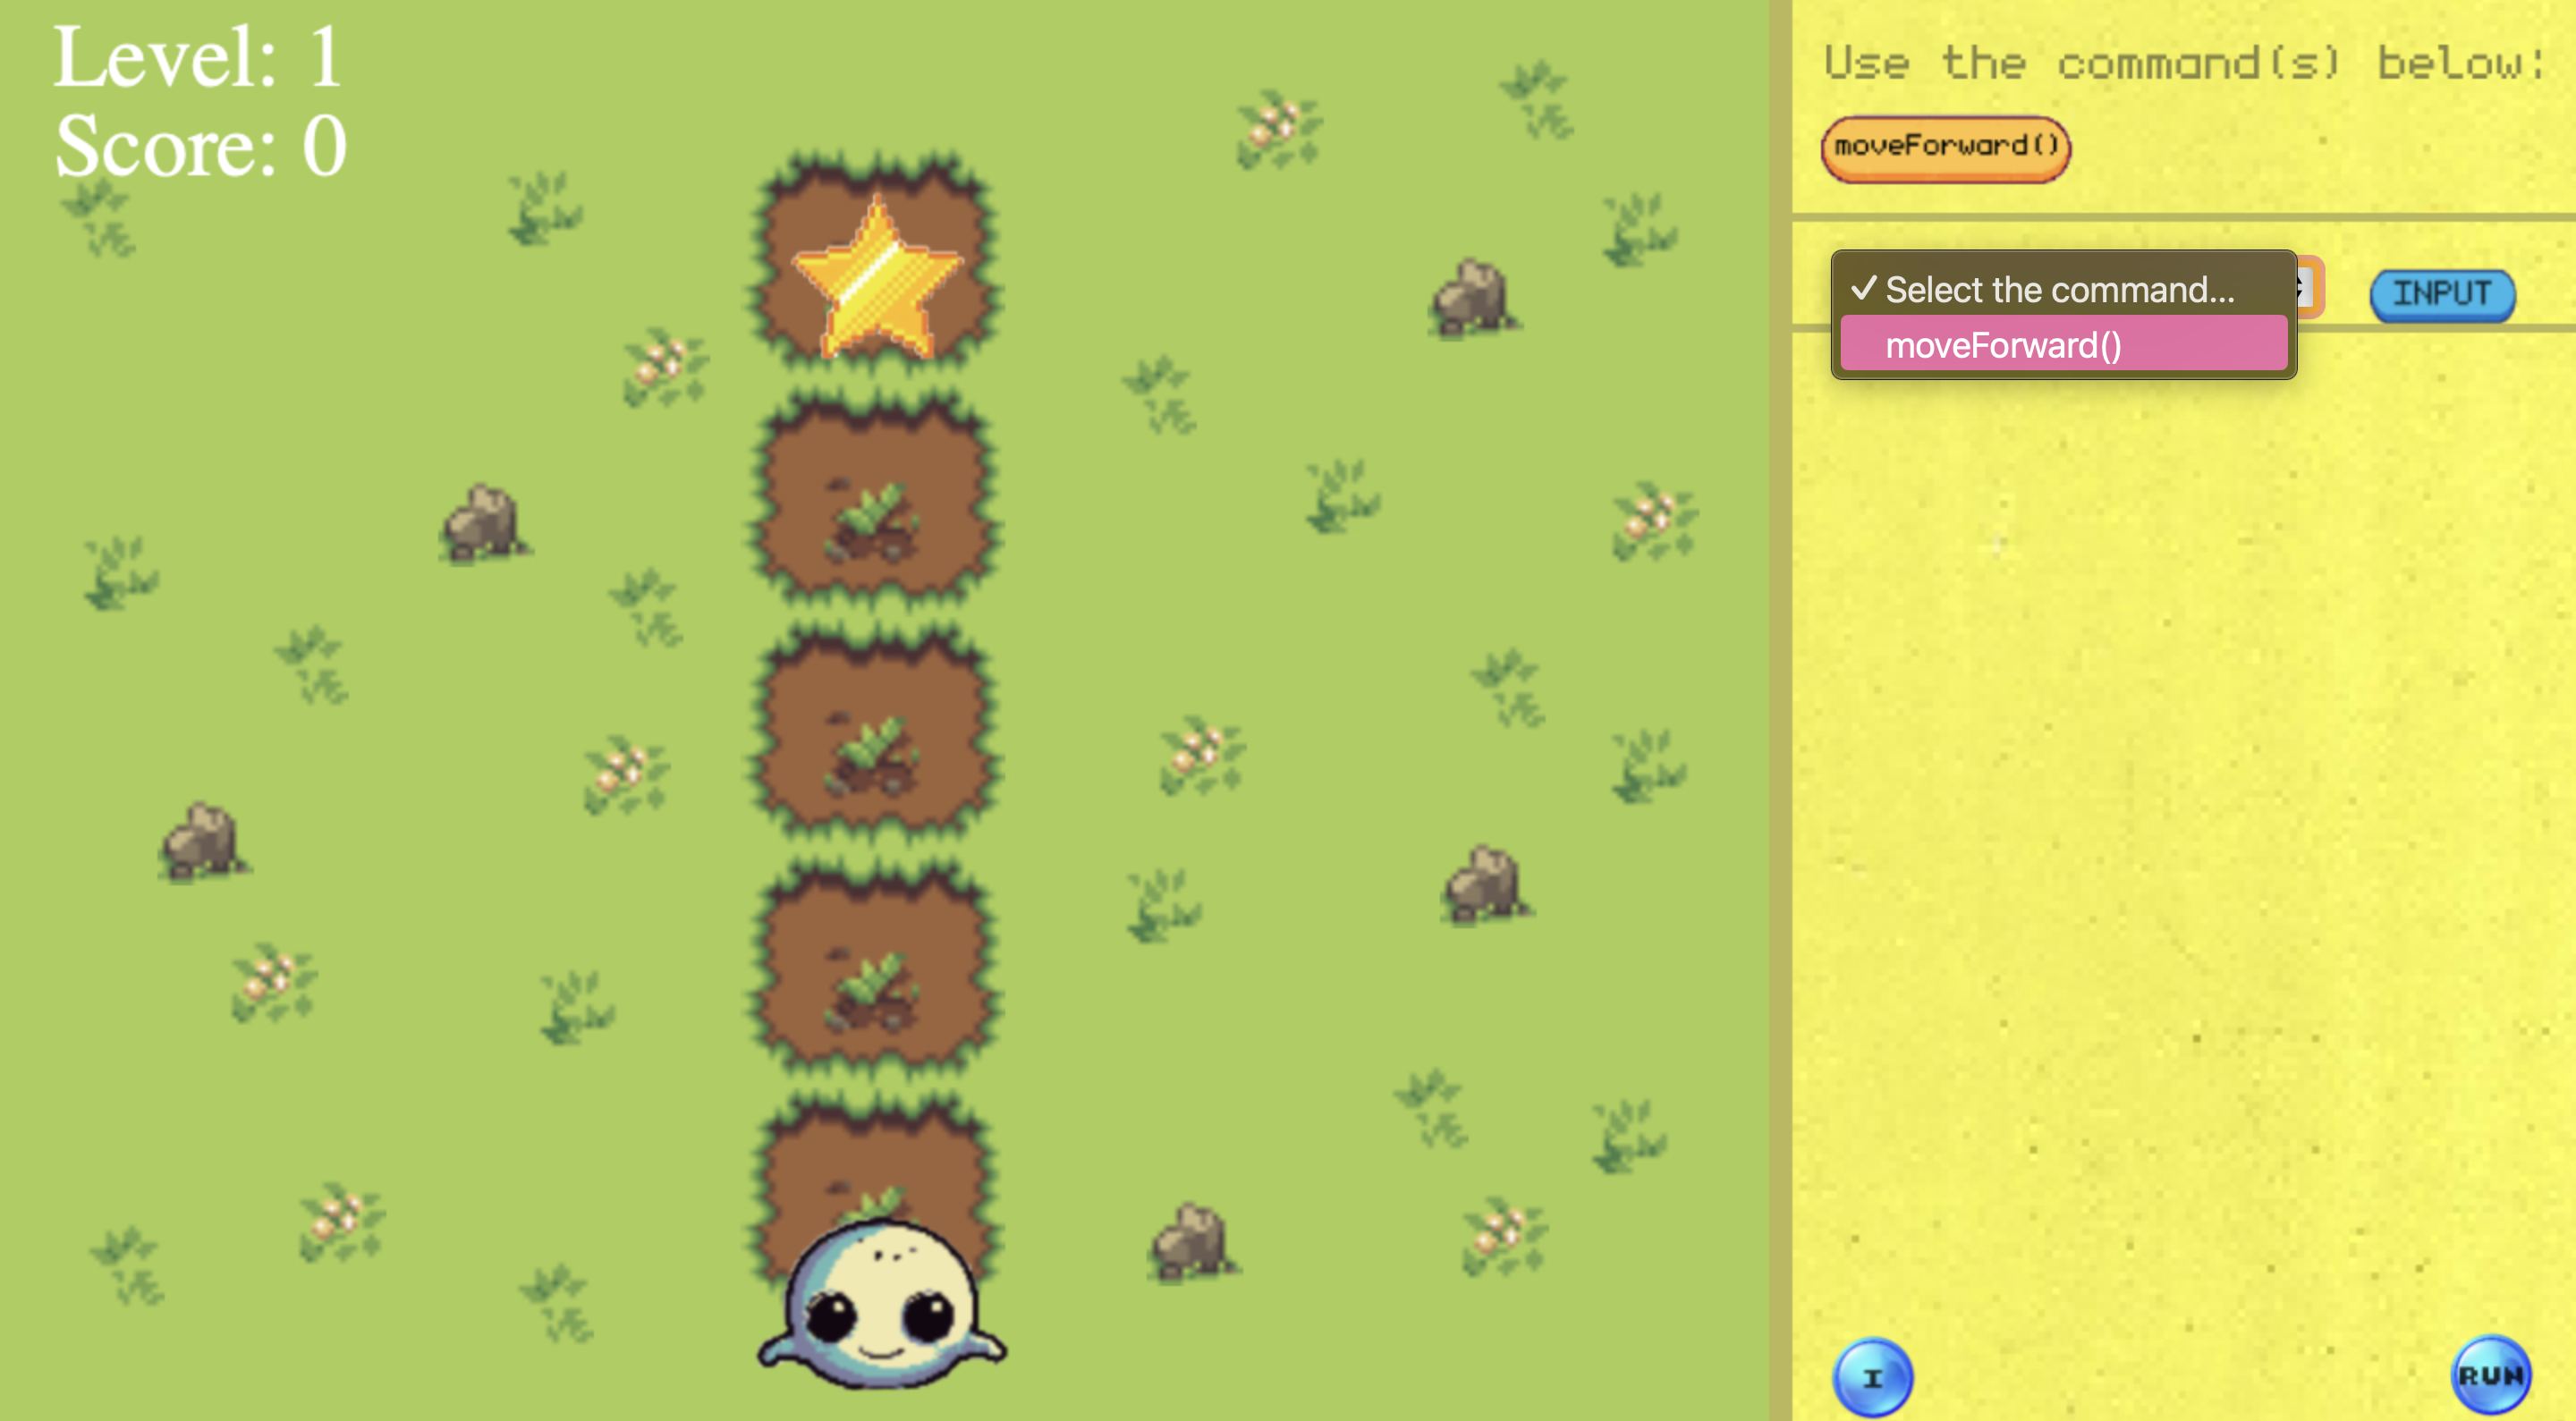 Level: 1
Score: 0
Use the command(s) below:
moveForward()
✓ Select the command...
moveForward()
INPUT
I
RUN